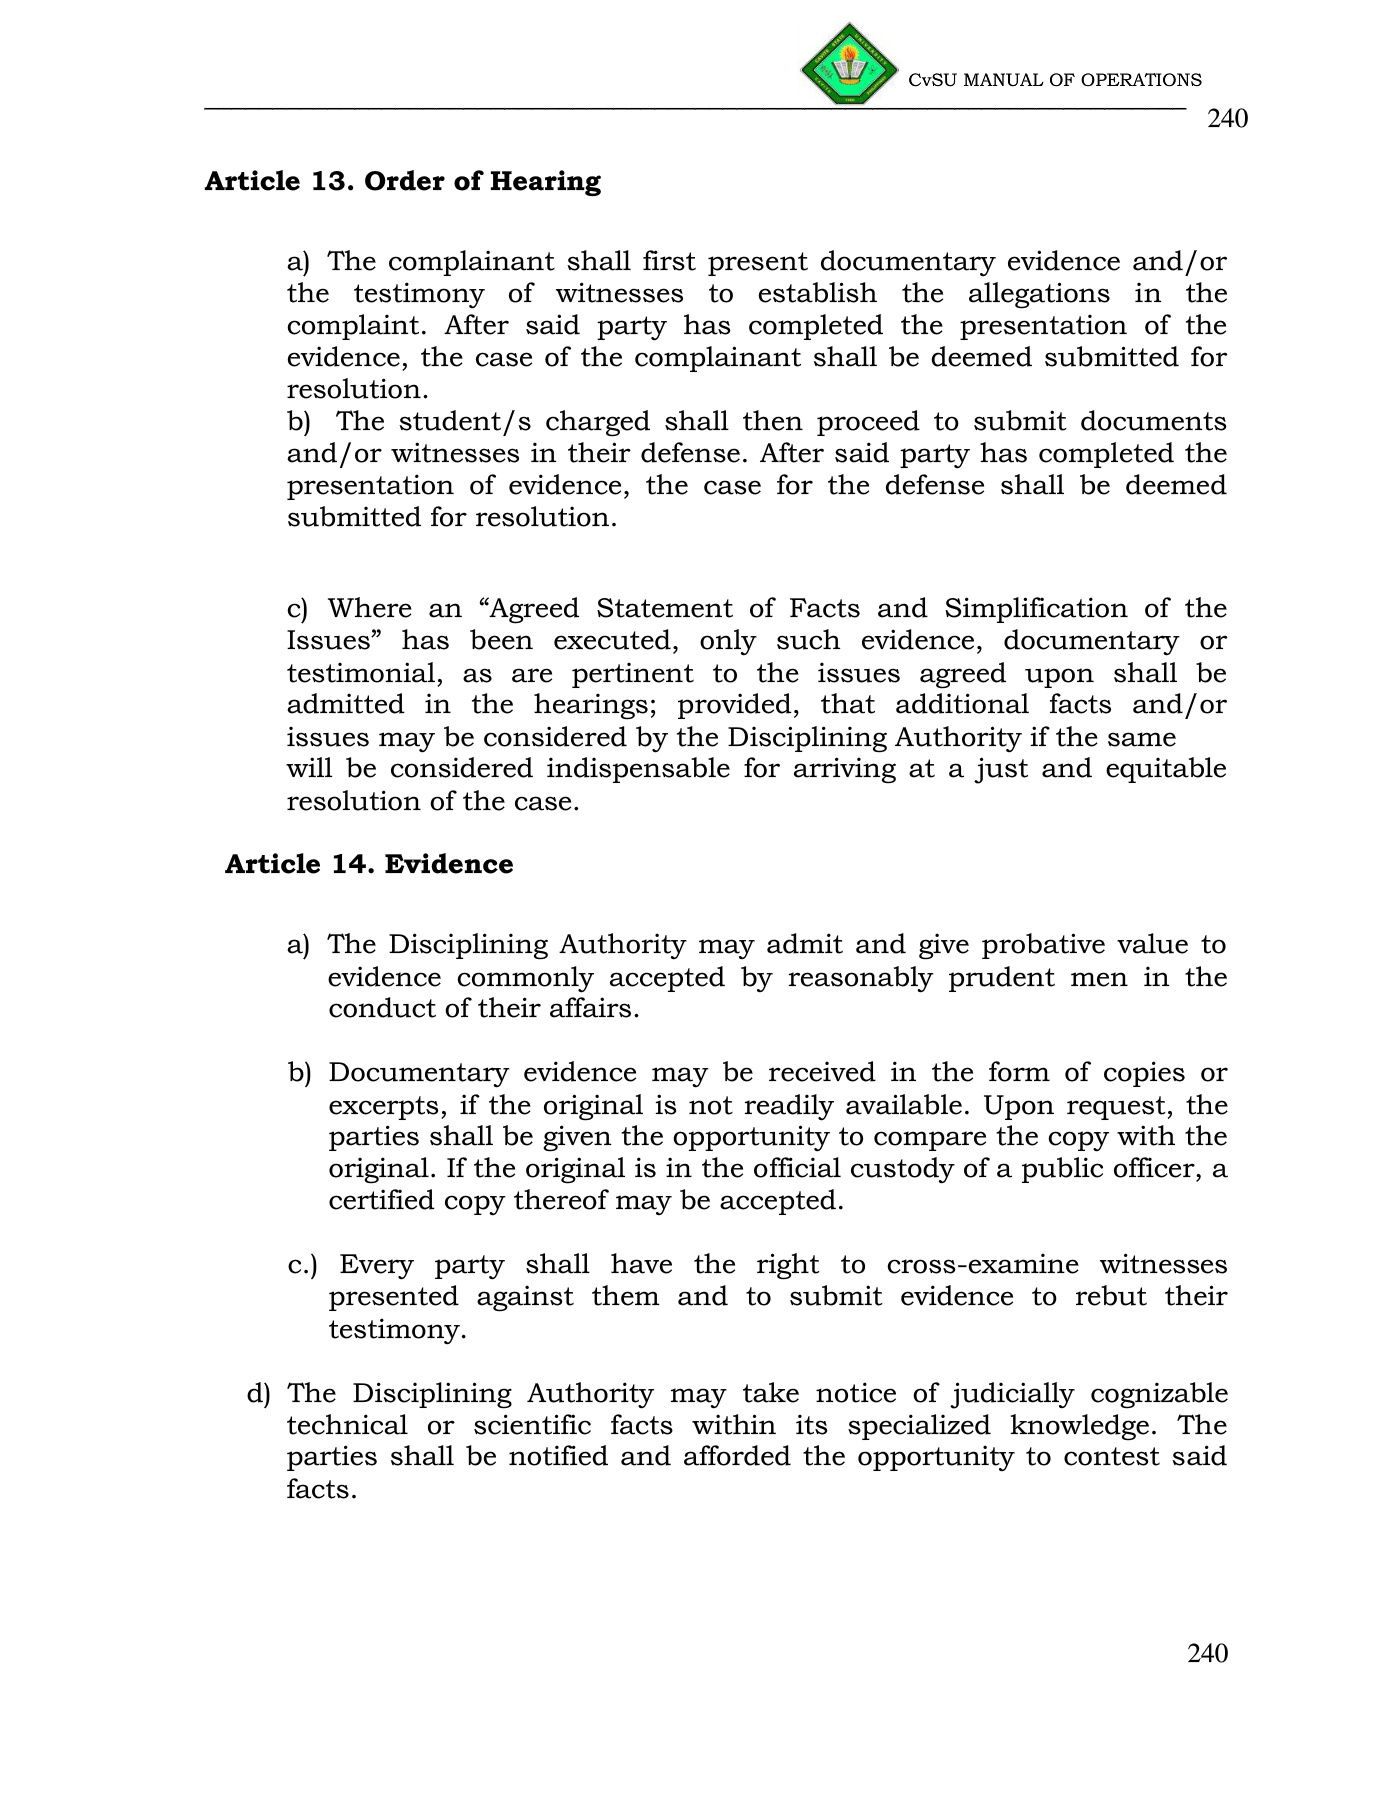 CvSU MANUAL OF OPERATIONS
240
Article 13. Order of Hearing
a) The complainant shall first present documentary evidence and/or
the testimony of witnesses to establish the allegations in the
complaint. After said party has completed the presentation of the
evidence, the case of the complainant shall be deemed submitted for
resolution.
b) The student/s charged shall then proceed to submit documents
and/or witnesses in their defense. After said party has completed the
presentation of evidence, the case for the defense shall be deemed
submitted for resolution.
c) Where an “Agreed Statement of Facts and Simplification of the
Issues” has been executed, only such evidence, documentary or
testimonial, as are pertinent to the issues agreed upon shall be
admitted in the hearings; provided, that additional facts and/or
issues may be considered by the Disciplining Authority if the same
will be considered indispensable for arriving at a just and equitable
resolution of the case.
Article 14. Evidence
a) The Disciplining Authority may admit and give probative value to
evidence commonly accepted by reasonably prudent men in the
conduct of their affairs.
b) Documentary evidence may be received in the form of copies or
excerpts, if the original is not readily available. Upon request, the
parties shall be given the opportunity to compare the copy with the
original. If the original is in the official custody of a public officer, a
certified copy thereof may be accepted.
c.) Every party shall have the right to cross-examine witnesses
presented against them and to submit evidence to rebut their
testimony.
d) The Disciplining Authority may take notice of judicially cognizable
technical or scientific facts within its specialized knowledge. The
parties shall be notified and afforded the opportunity to contest said
facts.
240